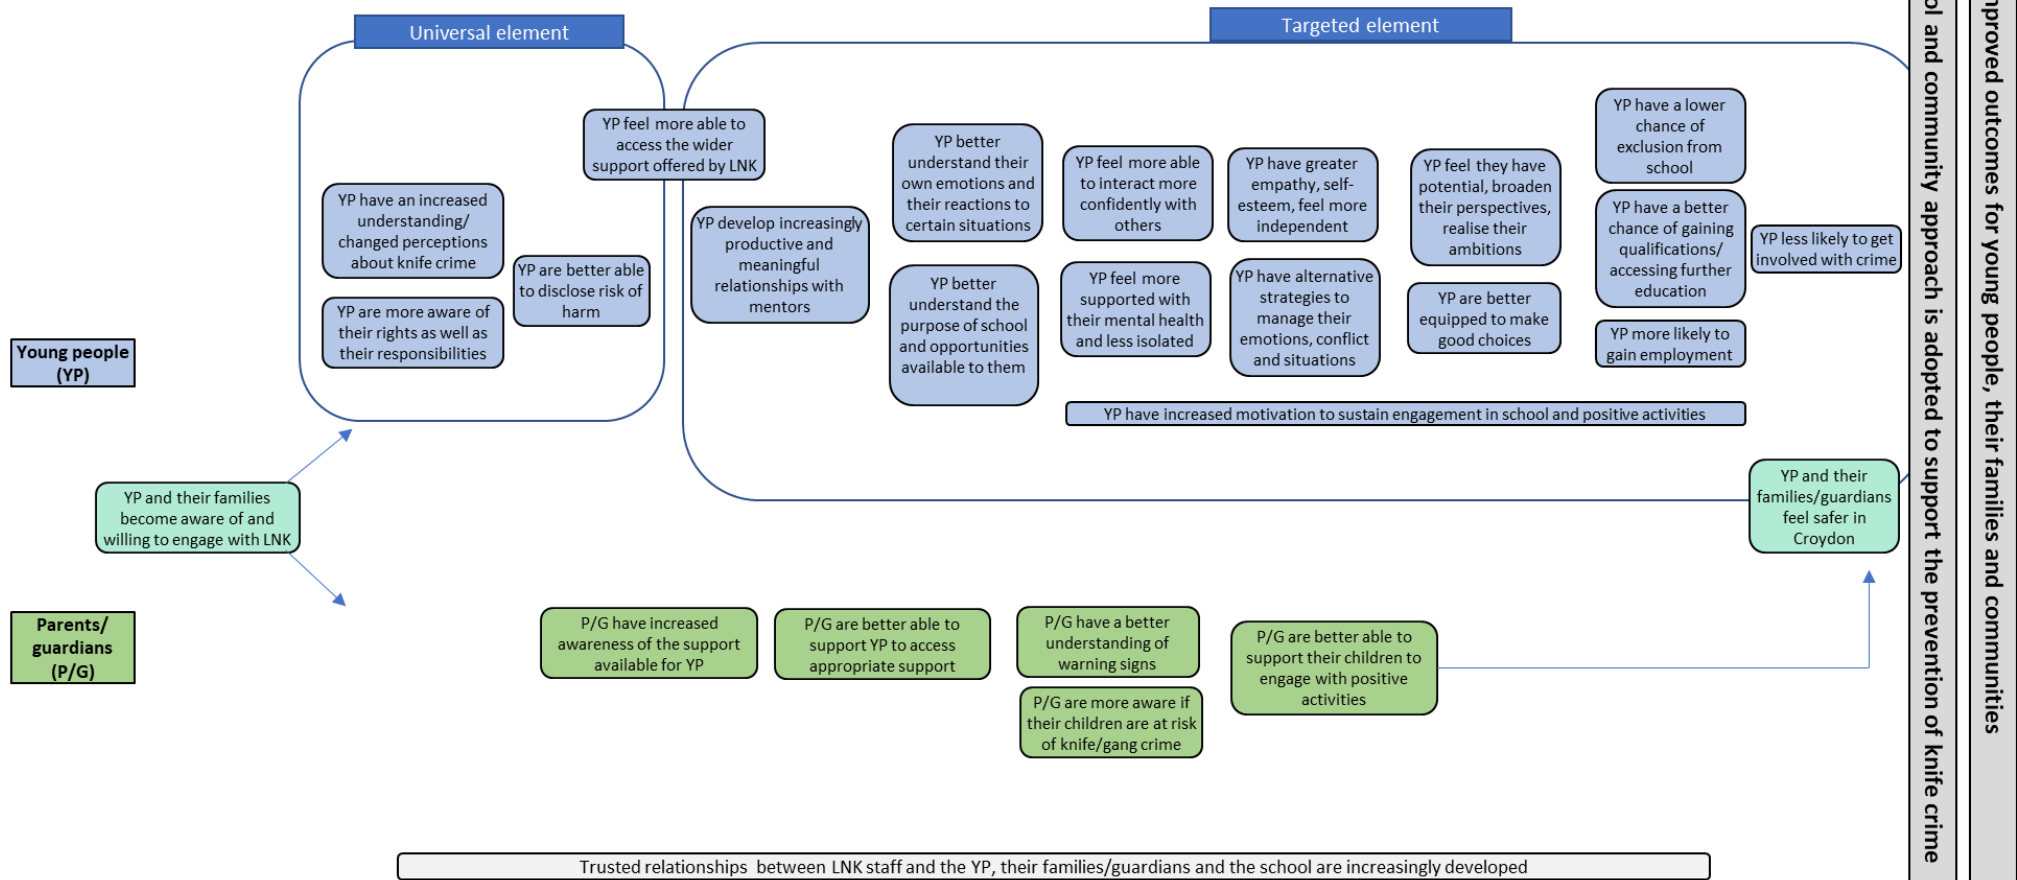 Universal element
Targeted element
YP feel more able to
access the wider
support offered by LNK
YP have an increased
understanding/
changed perceptions
about knife crime
YP are better able
to disclose risk of
harm
YP are more aware of
their rights as well as
their responsibilities
YP develop increasingly
productive and
meaningful
relationships with
mentors
YP better
understand their
own emotions and
their reactions to
certain situations
YP better
understand the
purpose of school
and opportunities
available to them
YP feel more able
to interact more
confidently with
others
YP feel more
supported with
their mental health
and less isolated
YP have greater
empathy, self-
esteem, feel more
independent
YP have alternative
strategies to
manage their
emotions, conflict
and situations
YP feel they have
potential, broaden
their perspectives,
realise their
ambitions
YP are better
equipped to make
good choices
YP have a lower
chance of
exclusion from
school
YP have a better
chance of gaining
qualifications/
accessing further
education
YP more likely to
gain employment
YP less likely to get
involved with crime
YP have increased motivation to sustain engagement in school and positive activities
Young people
(YP)
YP and their families
become aware of and
willing to engage with LNK
YP and their
families/guardians
feel safer in
Croydon
Parents/
guardians
(P/G)
P/G have increased
awareness of the support
available for YP
P/G are better able to
support YP to access
appropriate support
P/G have a better
understanding of
warning signs
P/G are more aware if
their children are at risk
of knife/gang crime
P/G are better able to
support their children to
engage with positive
activities
Trusted relationships between LNK staff and the YP, their families/guardians and the school are increasingly developed
ol and community approach is adopted to support the prevention of knife crime
mproved outcomes for young people, their families and communities